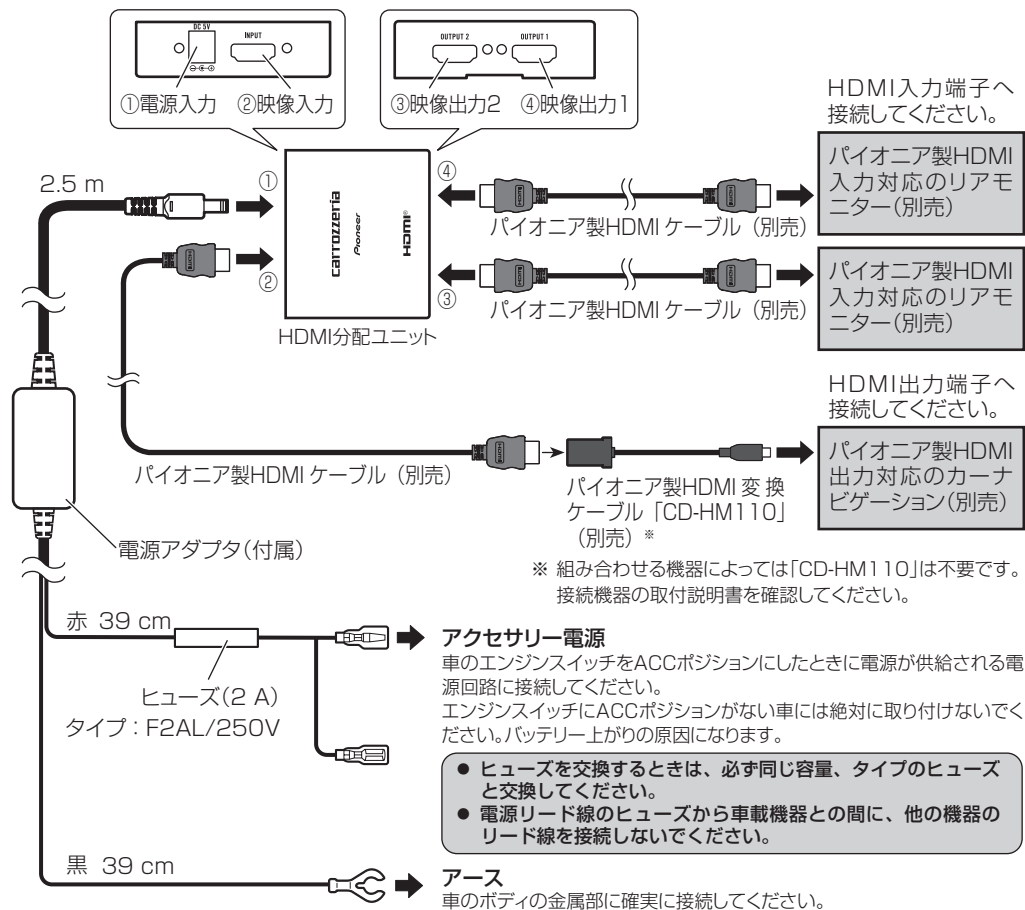 DC 5V
INPUT
①電源入力 ②映像入力
OUTPUT 2 OUTPUT 1
③映像出力2 ④映像出力1
HDMI入力端子へ
接続してください。
パイオニア製HDMI
入力対応のリアモ
ニター(別売)
2.5 m
①
②
④
③
carrozzeria
Pioneer
HDMI®
HDMI分配ユニット
パイオニア製HDMI ケーブル（別売）
パイオニア製HDMI ケーブル（別売）
パイオニア製HDMI
入力対応のリアモ
ニター(別売)
HDMI出力端子へ
接続してください。
パイオニア製HDMI
出力対応のカーナ
ビゲーション(別売)
パイオニア製HDMI ケーブル（別売）
パイオニア製HDMI 変 換
ケーブル「CD-HM110」
（別売）※
電源アダプタ(付属)
※ 組み合わせる機器によっては「CD-HM110」は不要です。
接続機器の取付説明書を確認してください。
赤 39 cm
ヒューズ(2 A)
タイプ：F2AL/250V
アクセサリー電源
車のエンジンスイッチをACCポジションにしたときに電源が供給される電
源回路に接続してください。
エンジンスイッチにACCポジションがない車には絶対に取り付けないでく
ださい。バッテリー上がりの原因になります。
● ヒューズを交換するときは、必ず同じ容量、タイプのヒューズ
と交換してください。
● 電源リード線のヒューズから車載機器との間に、他の機器の
リード線を接続しないでください。
黒 39 cm
アース
車のボディの金属部に確実に接続してください。